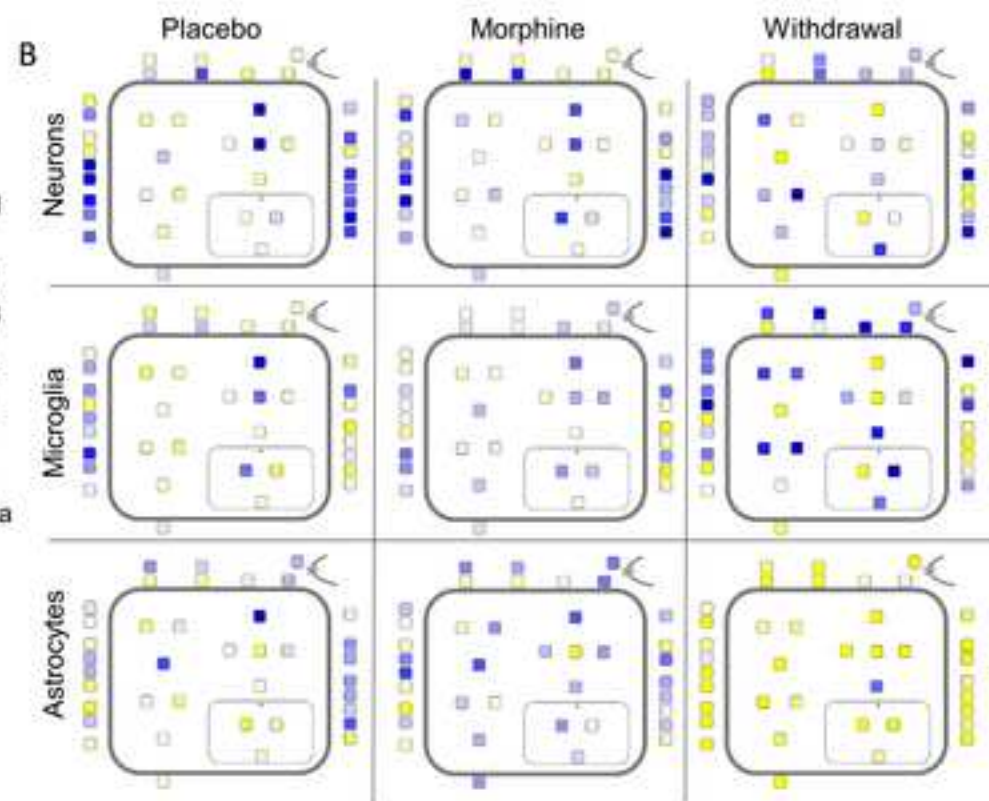 B
Placebo Morphine Withdrawal
Neurons
Microglia
Astrocytes
a